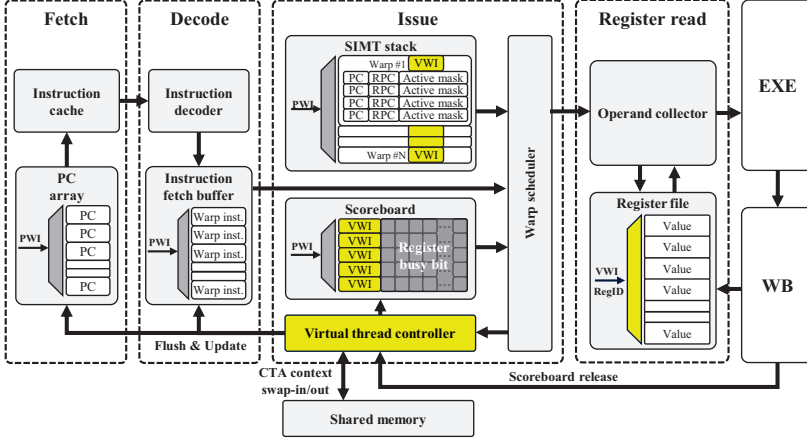 Fetch
Decode
Issue
Register read
Instruction
cache
PC
array
PWI
PC
PC
PC
PC
Instruction
decoder
Instruction
fetch buffer
PWI
Warp inst.
Warp inst.
Warp inst.
Warp inst.
Flush & Update
SIMT stack
Warp #1 VWI
PWI
PC RPC Active mask
PC RPC Active mask
PC RPC Active mask
PC RPC Active mask
Warp #N VWI
Scoreboard
PWI
VWI
VWI
VWI
VWI
VWI
Register
busy bit
Virtual thread controller
CTA context
swap-in/out
Shared memory
Warp scheduler
Scoreboard release
Operand collector
Register file
VWI
RegID
Value
Value
Value
Value
Value
EXE
WB